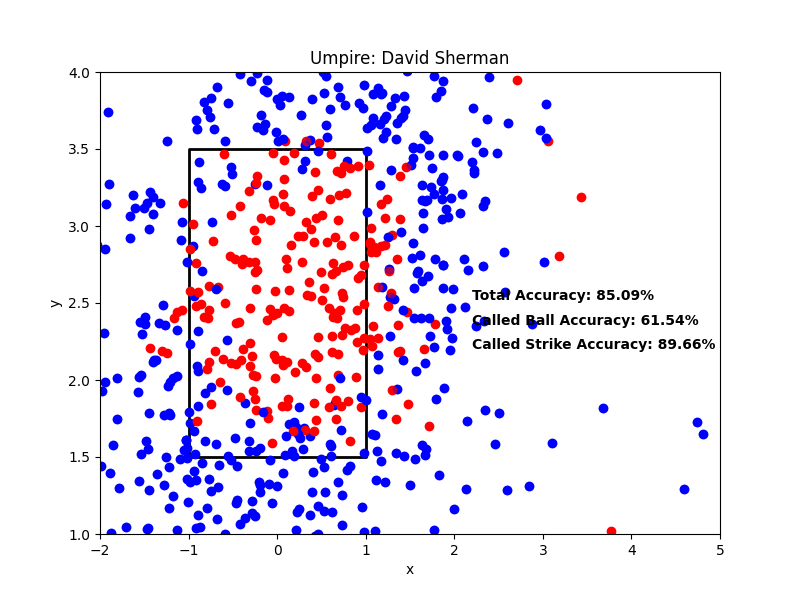 Umpire: David Sherman
4.0
3.5
3.0
2.5
2.0
1.5
1.0
y
Total Accuracy: 85.09%
Called Ball Accuracy: 61.54%
Called Strike Accuracy: 89.66%
−2
−1
0
1
2
3
4
5
x